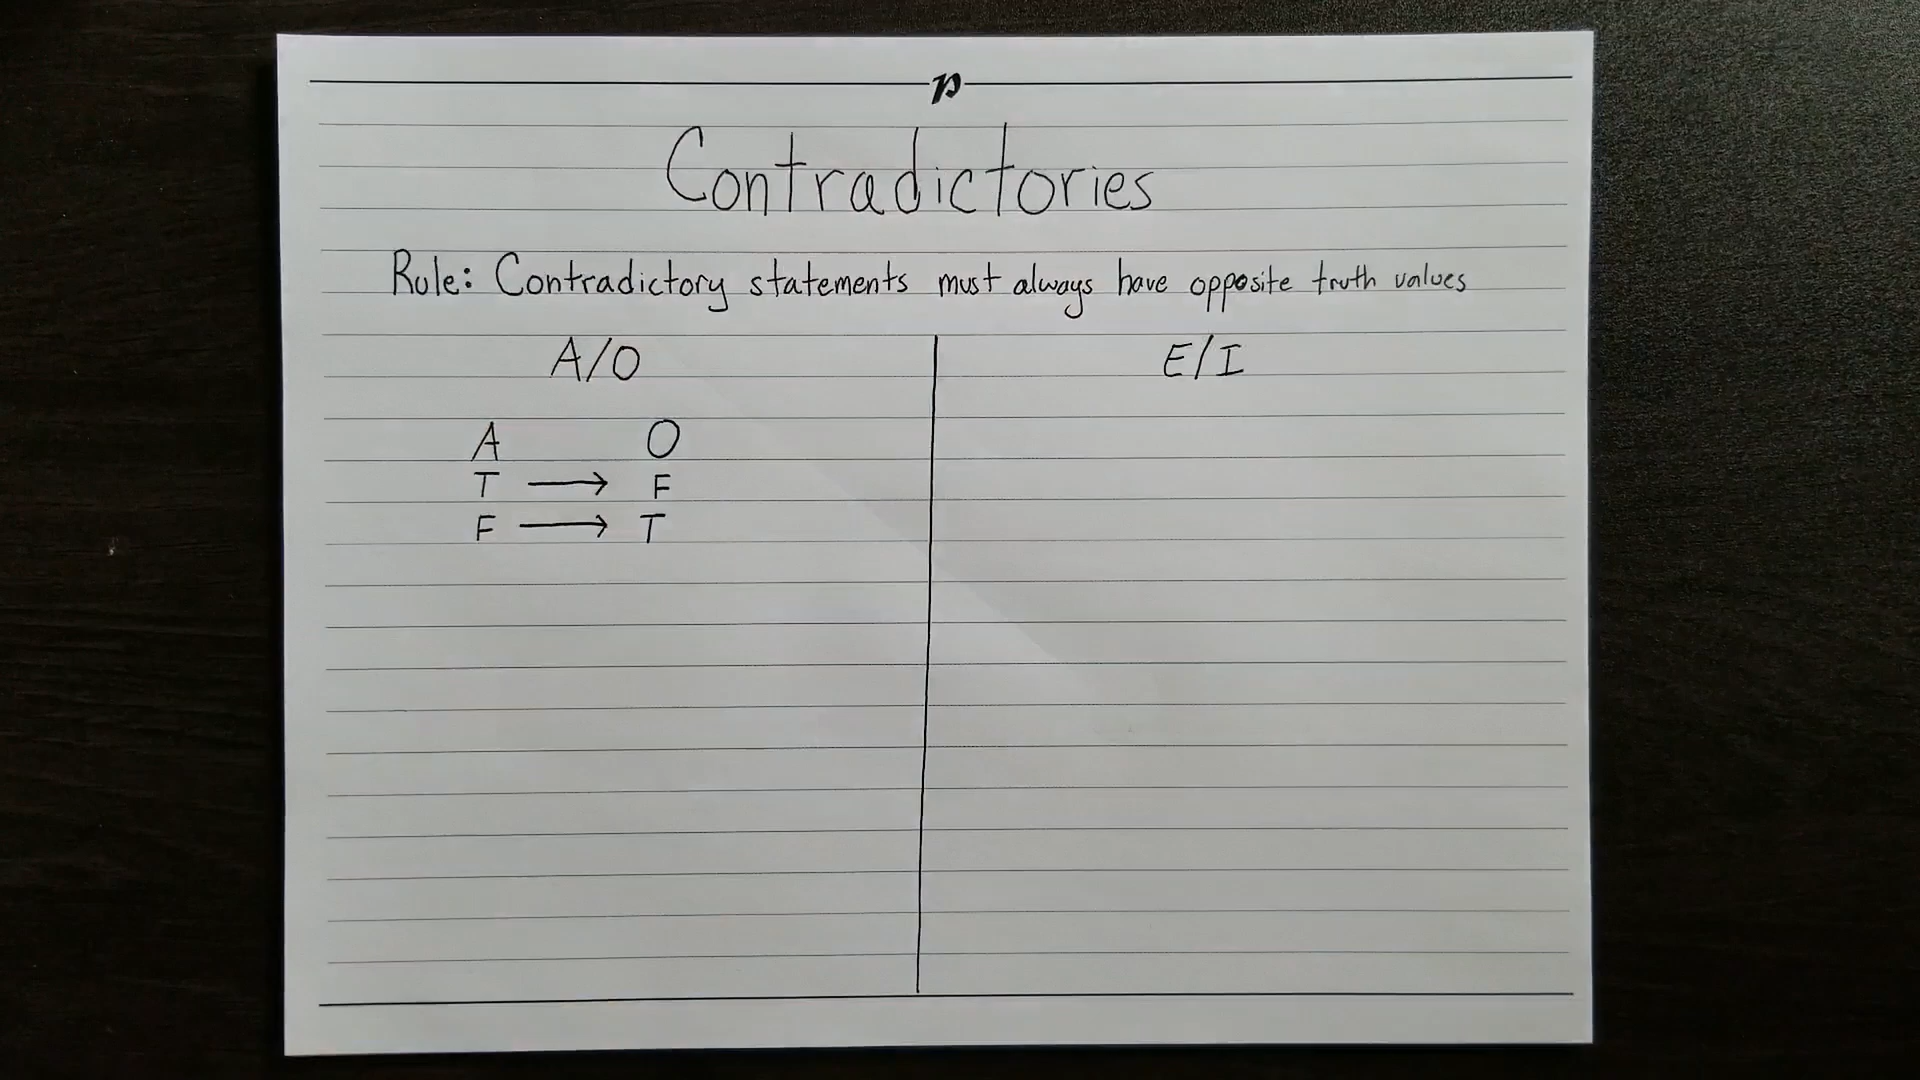 Contradictories
Rule: Contradictory statements must always have opposite truth values
A/O
A O
T → F
F → T
E/I